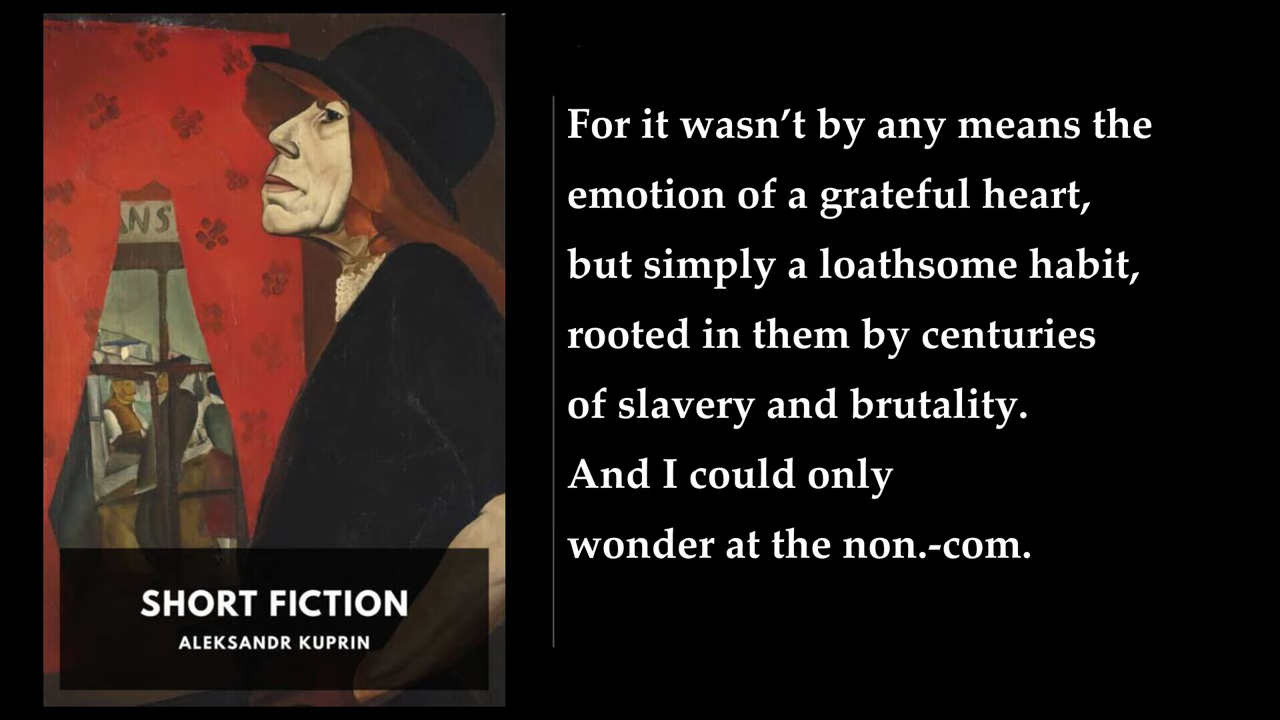 ANS
SHORT FICTION
ALEKSANDR KUPRIN
For it wasn’t by any means the
emotion of a grateful heart,
but simply a loathsome habit,
rooted in them by centuries
of slavery and brutality.
And I could only
wonder at the non.-com.